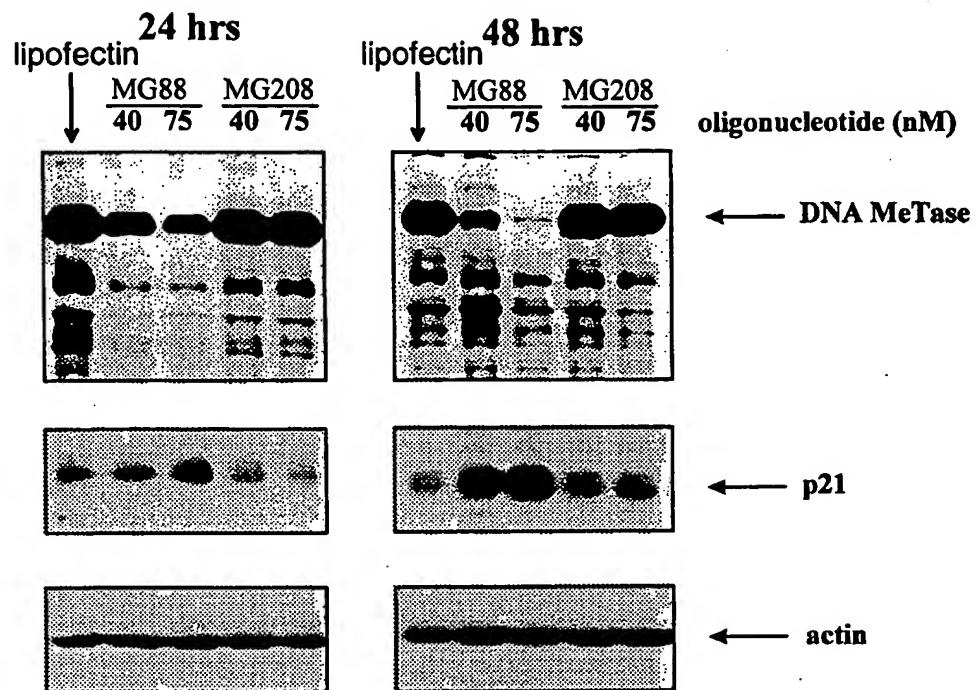 24 hrs
lipofectin
MG88 MG208
40 75 40 75
48 hrs
lipofectin
MG88 MG208
40 75 40 75
oligonucleotide (nM)
DNA MeTase
p21
actin